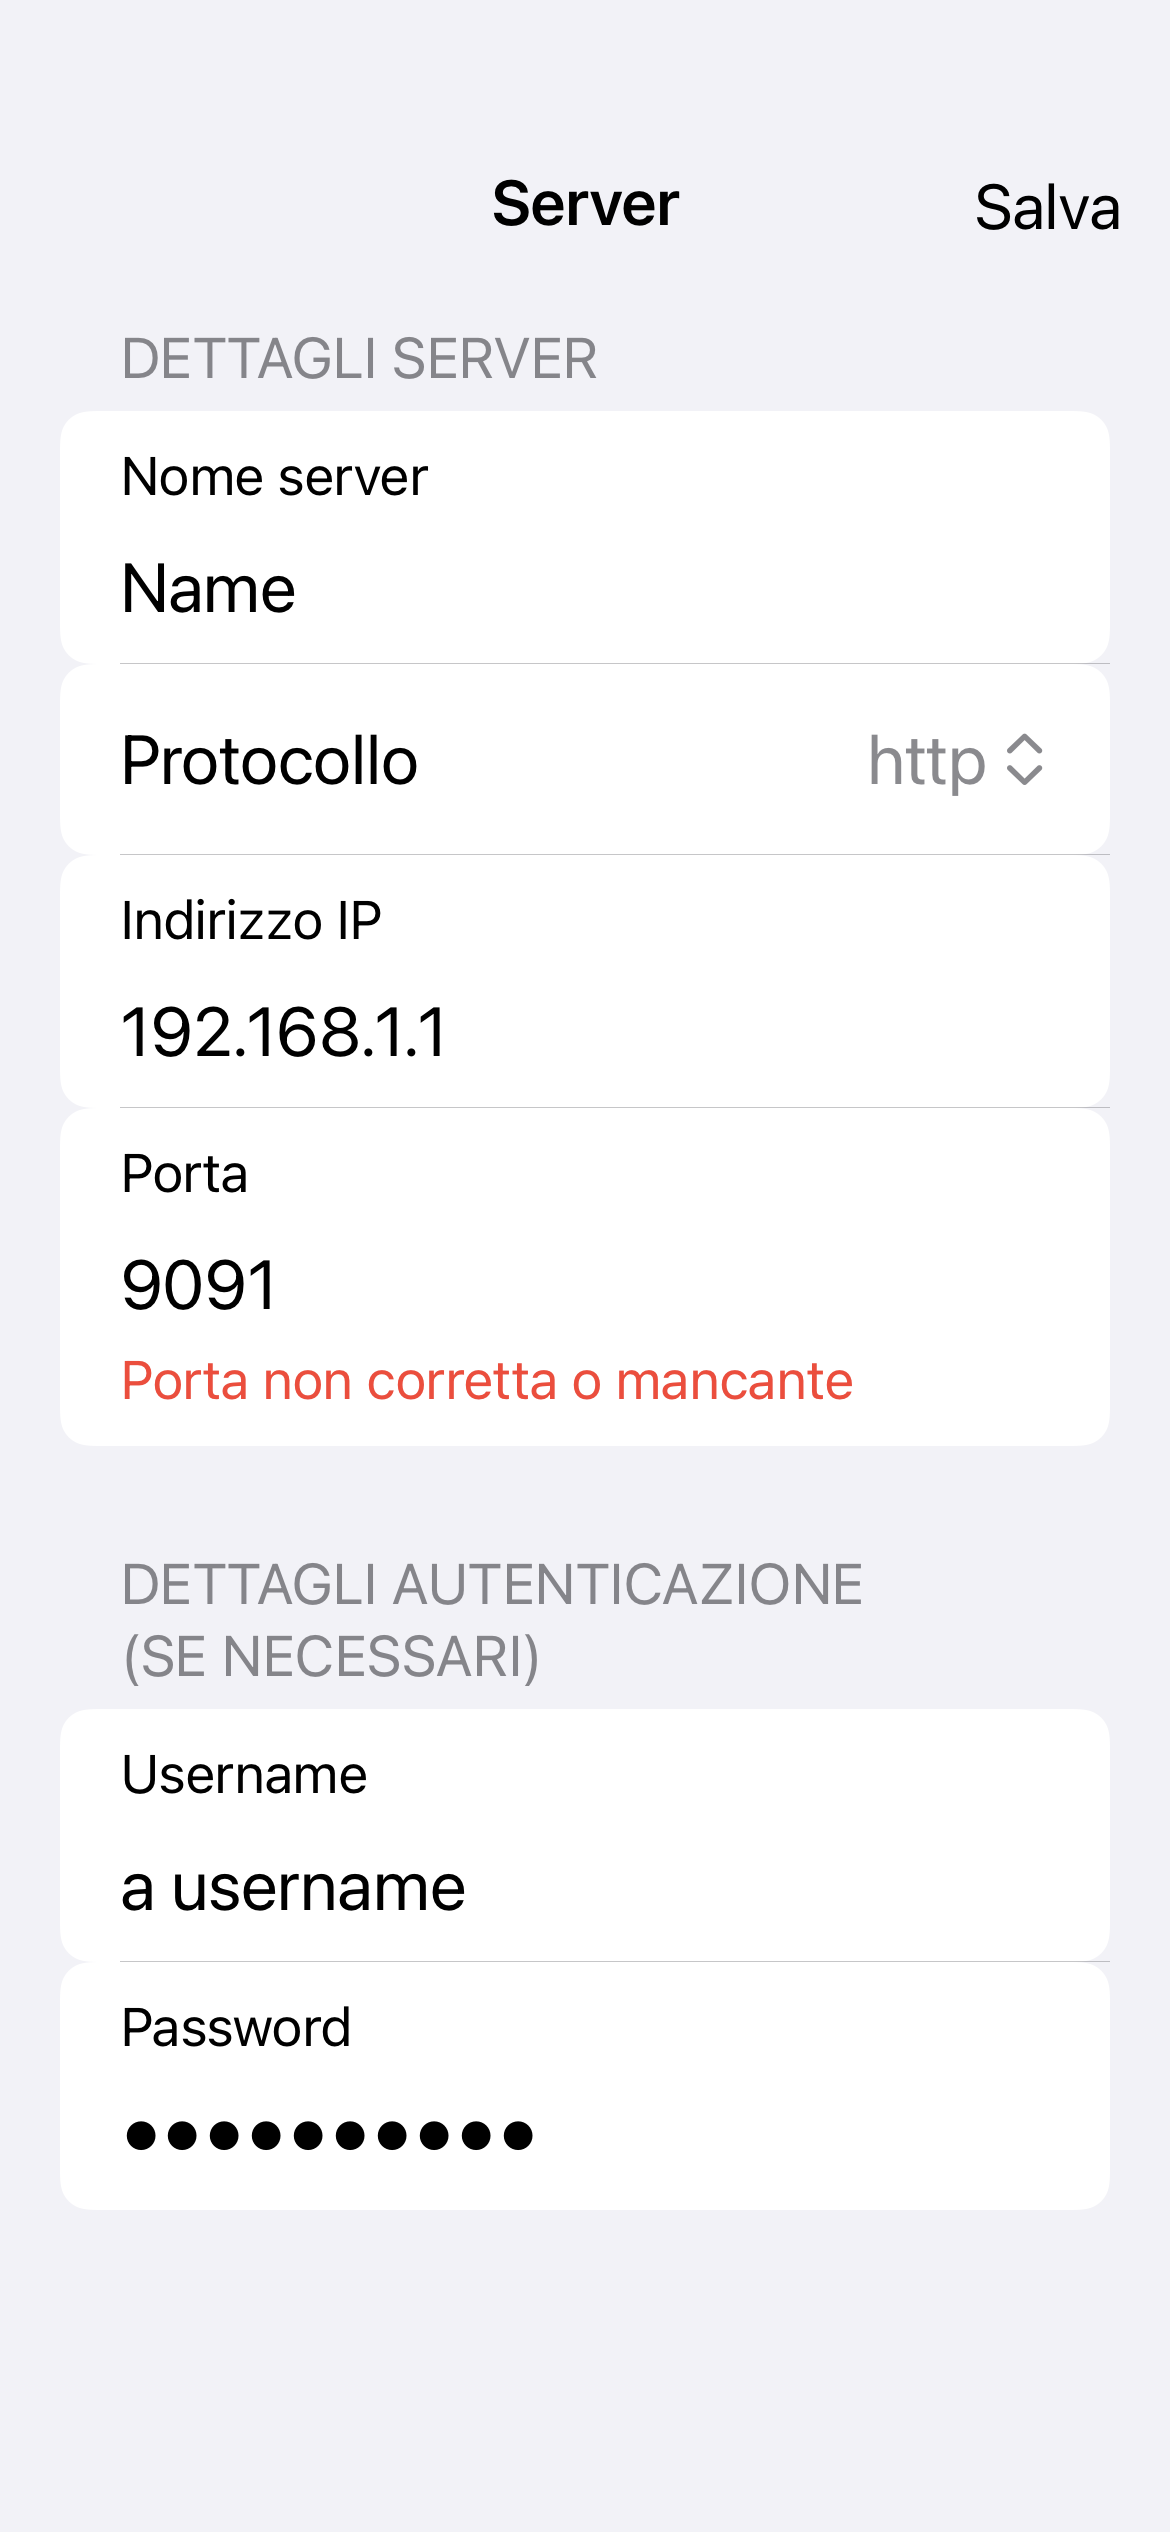 Server
Salva
DETTAGLI SERVER
Nome server
Name
Protocollo
http
Indirizzo IP
192.168.1.1
Porta
9091
Porta non corretta o mancante
DETTAGLI AUTENTICAZIONE
(SE NECESSARI)
Username
a username
Password
●●●●●●●●●●